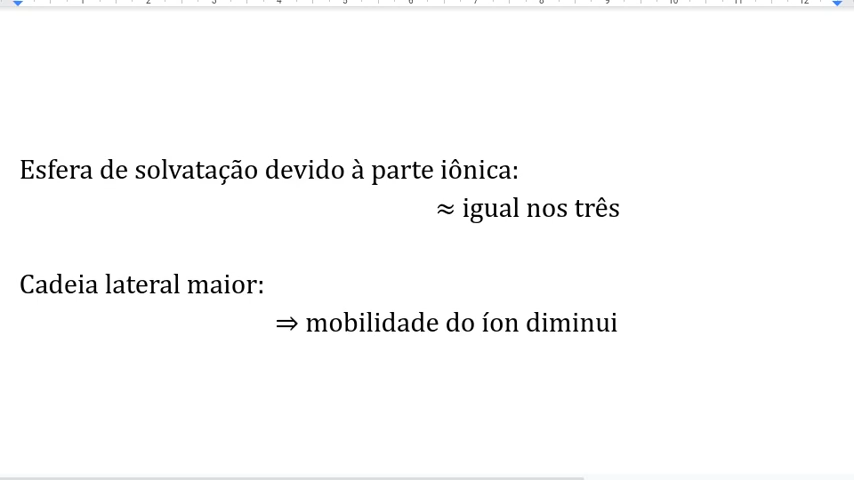 Esfera de solvatação devido à parte iônica:
≈ igual nos três
Cadeia lateral maior:
⇒ mobilidade do íon diminui